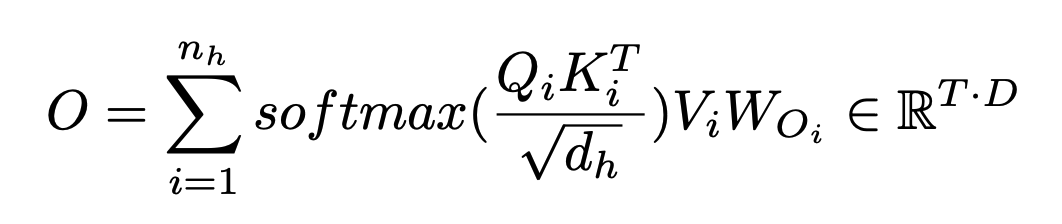 O = \sum_{i=1}^{n_h} softmax(\frac{Q_i K_i^T}{\sqrt{d_h}}) V_i W_{O_i} \in \mathbb{R}^{T \cdot D}